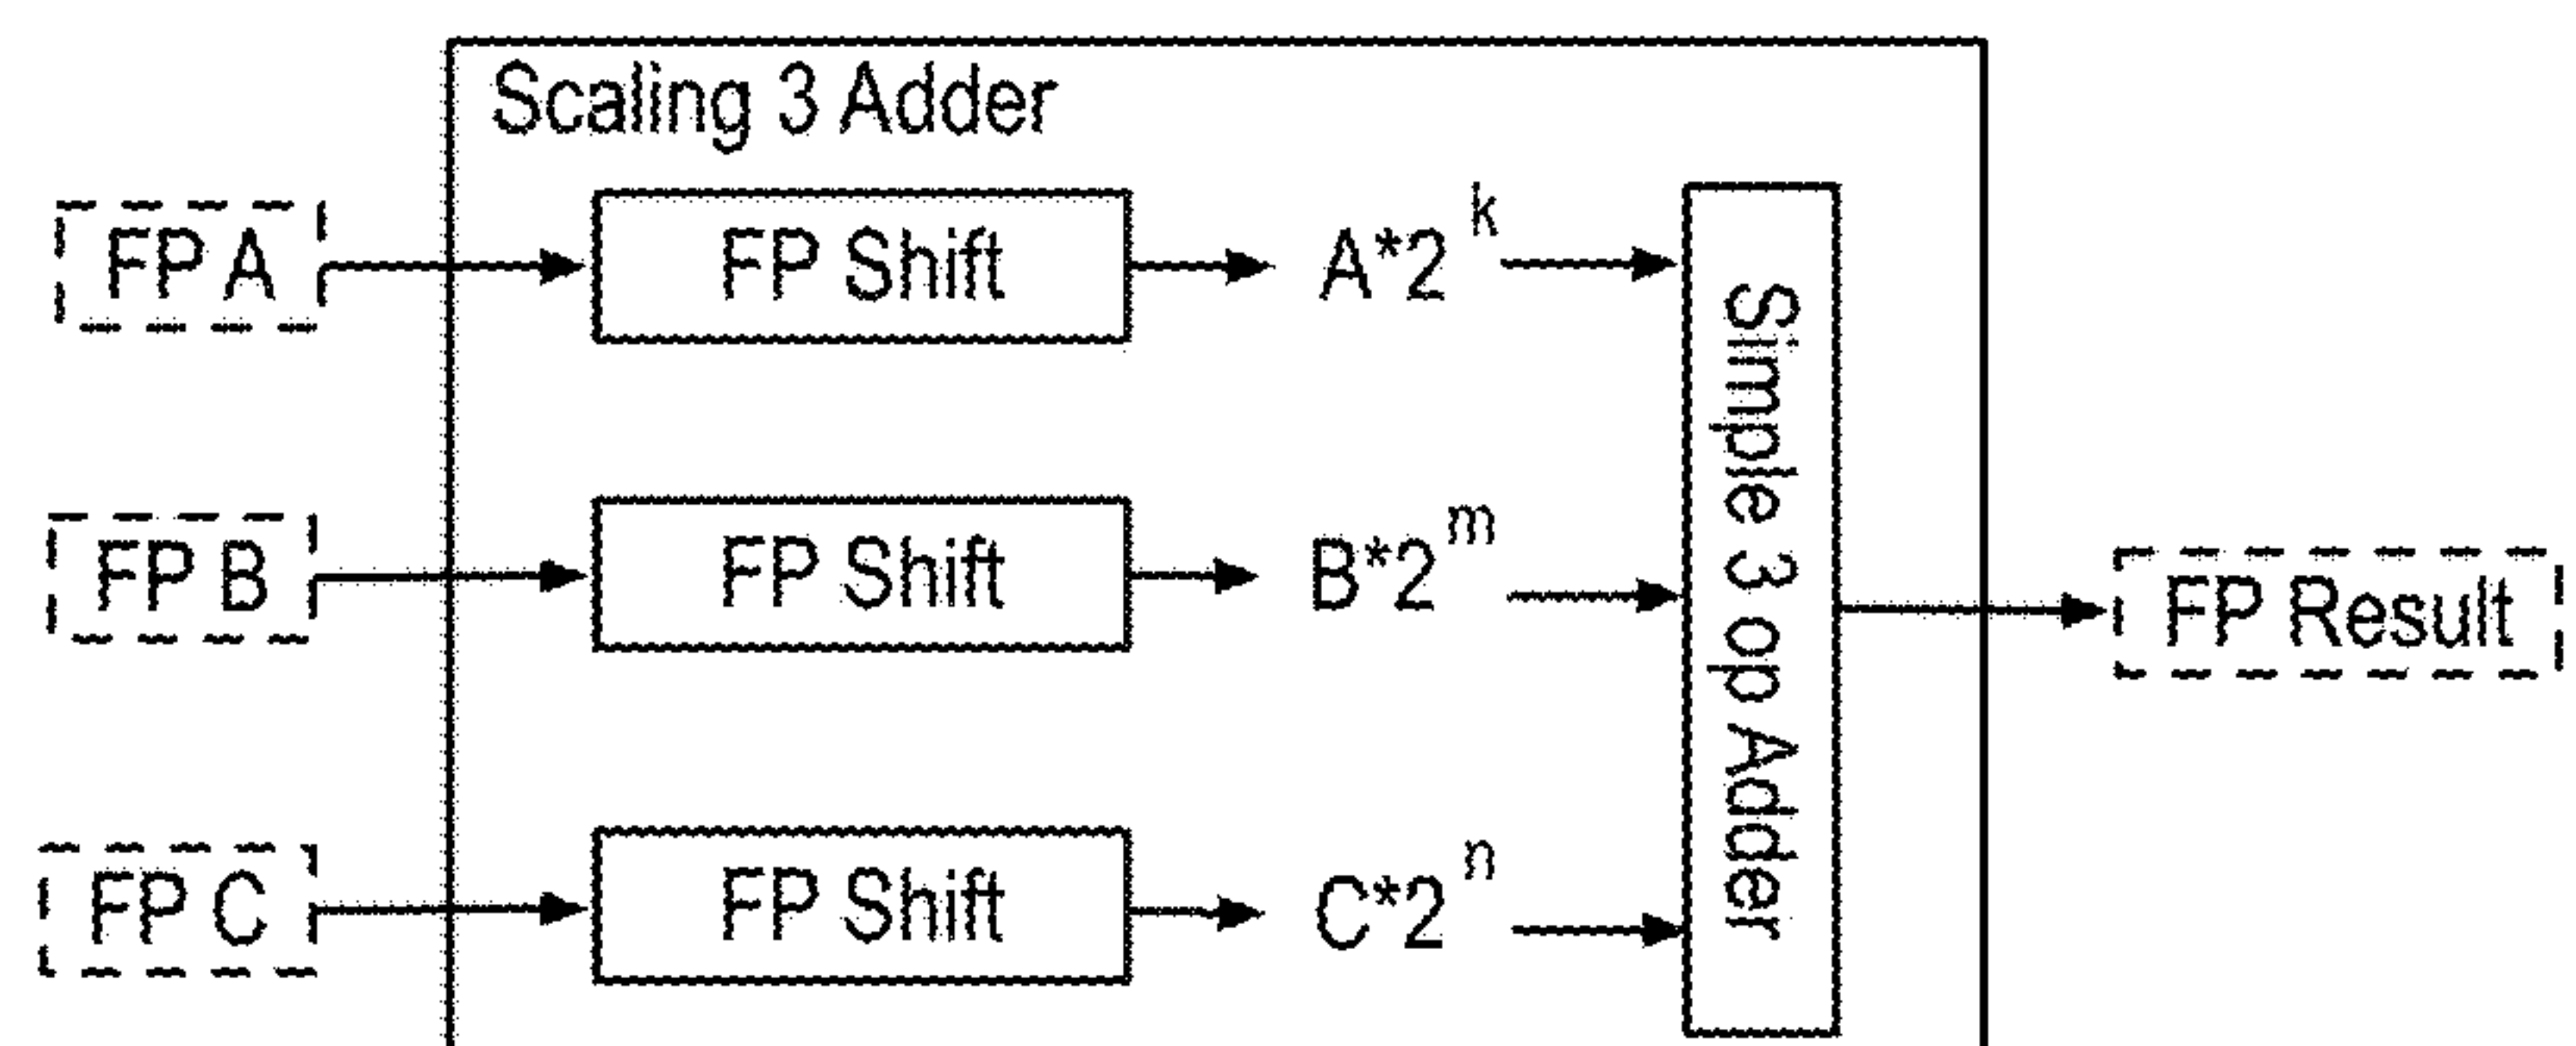 Scaling 3 Adder
FP A
FP Shift
A*2^k
FP B
FP Shift
B*2^m
FP C
FP Shift
C*2^n
Simple 3 op Adder
FP Result